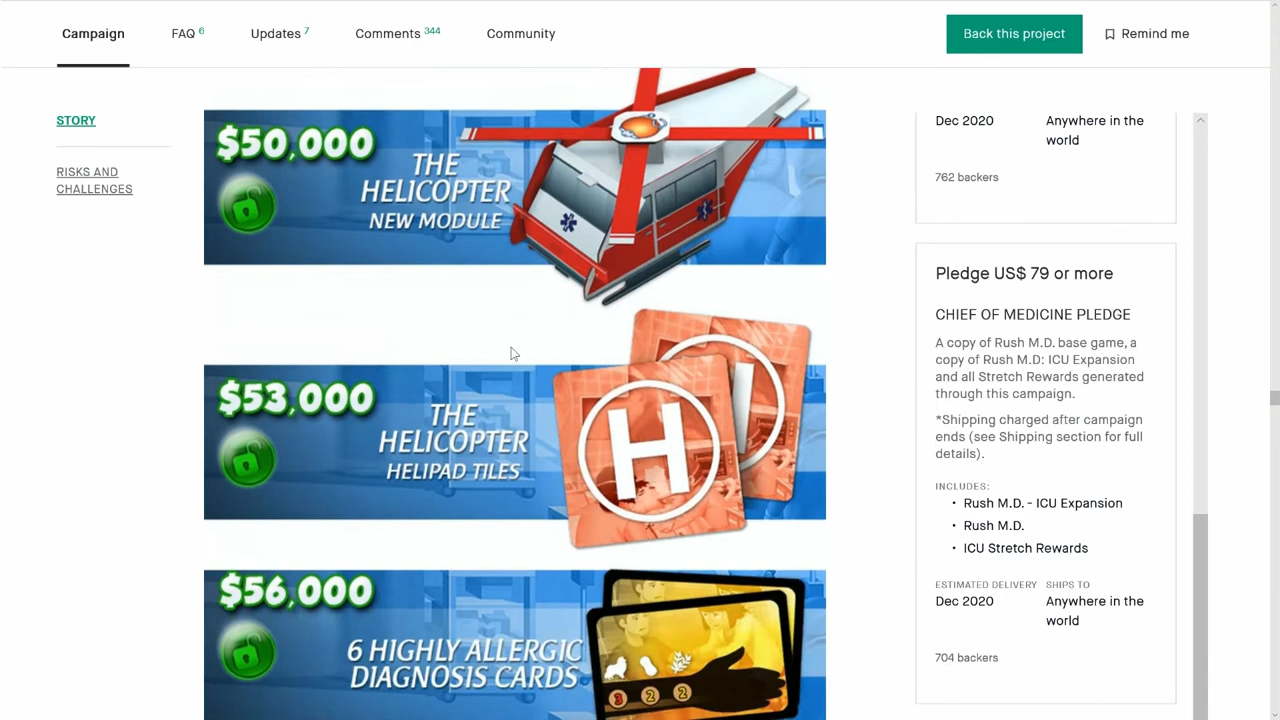 Campaign
FAQ 6
Updates 7
Comments 344
Community
Back this project
Remind me
STORY
RISKS AND
CHALLENGES
$50,000
THE
HELICOPTER
NEW MODULE
$53,000
THE
HELICOPTER
HELIPAD TILES
H
$56,000
6 HIGHLY ALLERGIC
DIAGNOSIS CARDS
3 2 2
Dec 2020
Anywhere in the
world
762 backers
Pledge US$ 79 or more
CHIEF OF MEDICINE PLEDGE
A copy of Rush M.D. base game, a
copy of Rush M.D: ICU Expansion
and all Stretch Rewards generated
through this campaign.
*Shipping charged after campaign
ends (see Shipping section for full
details).
INCLUDES:
• Rush M.D. - ICU Expansion
• Rush M.D.
• ICU Stretch Rewards
ESTIMATED DELIVERY
Dec 2020
SHIPS TO
Anywhere in the
world
704 backers